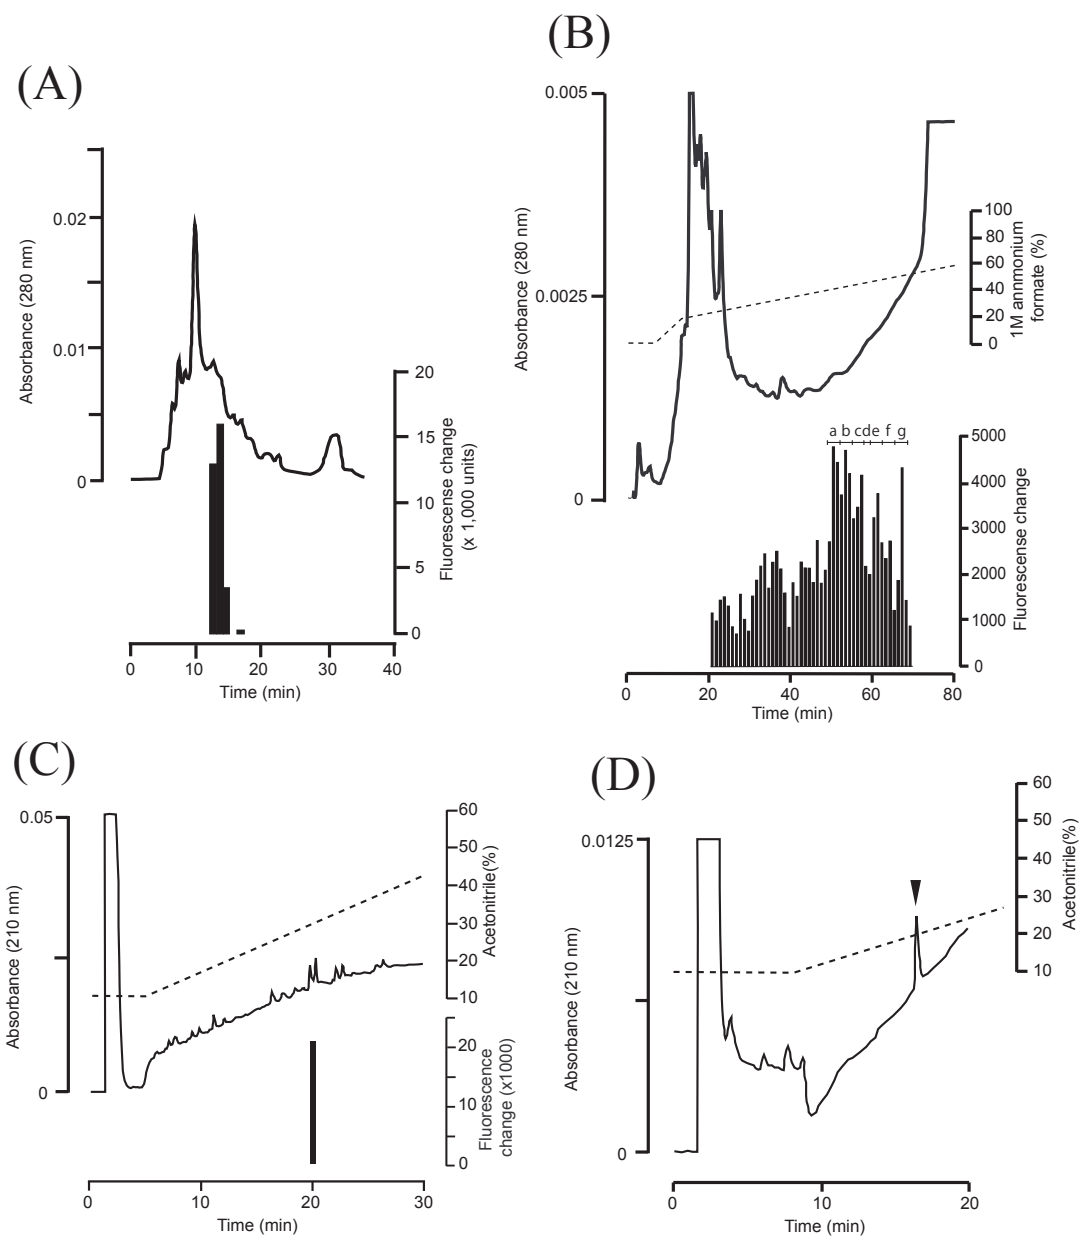 (A)
Absorbance (280 nm)
0.02
0.01
0
20
15
10
5
0
Fluorescense change
(x 1,000 units)
0 10 20 30 40
Time (min)
(B)
Absorbance (280 nm)
0.005
0.0025
0
100
80
60
40
20
0
1M annmonium
formate (%)
a b c d e f g
5000
4000
3000
2000
1000
0
Fluorescense change
0 20 40 60 80
Time (min)
(C)
Absorbance (210 nm)
0.05
0
60
50
40
30
20
10
Acetonitrile(%)
20
10
0
Fluorescence
change (x1000)
0 10 20 30
Time (min)
(D)
Absorbance (210 nm)
0.0125
0
60
50
40
30
20
10
Acetonitrile(%)
0 10 20
Time (min)